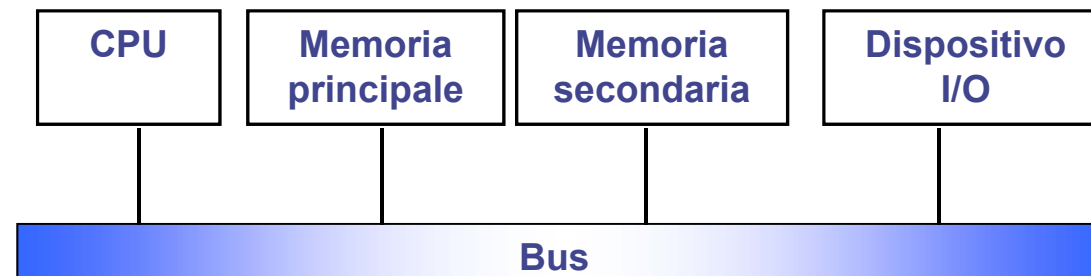 CPU
Memoria
principale
Memoria
secondaria
Dispositivo
I/O
Bus